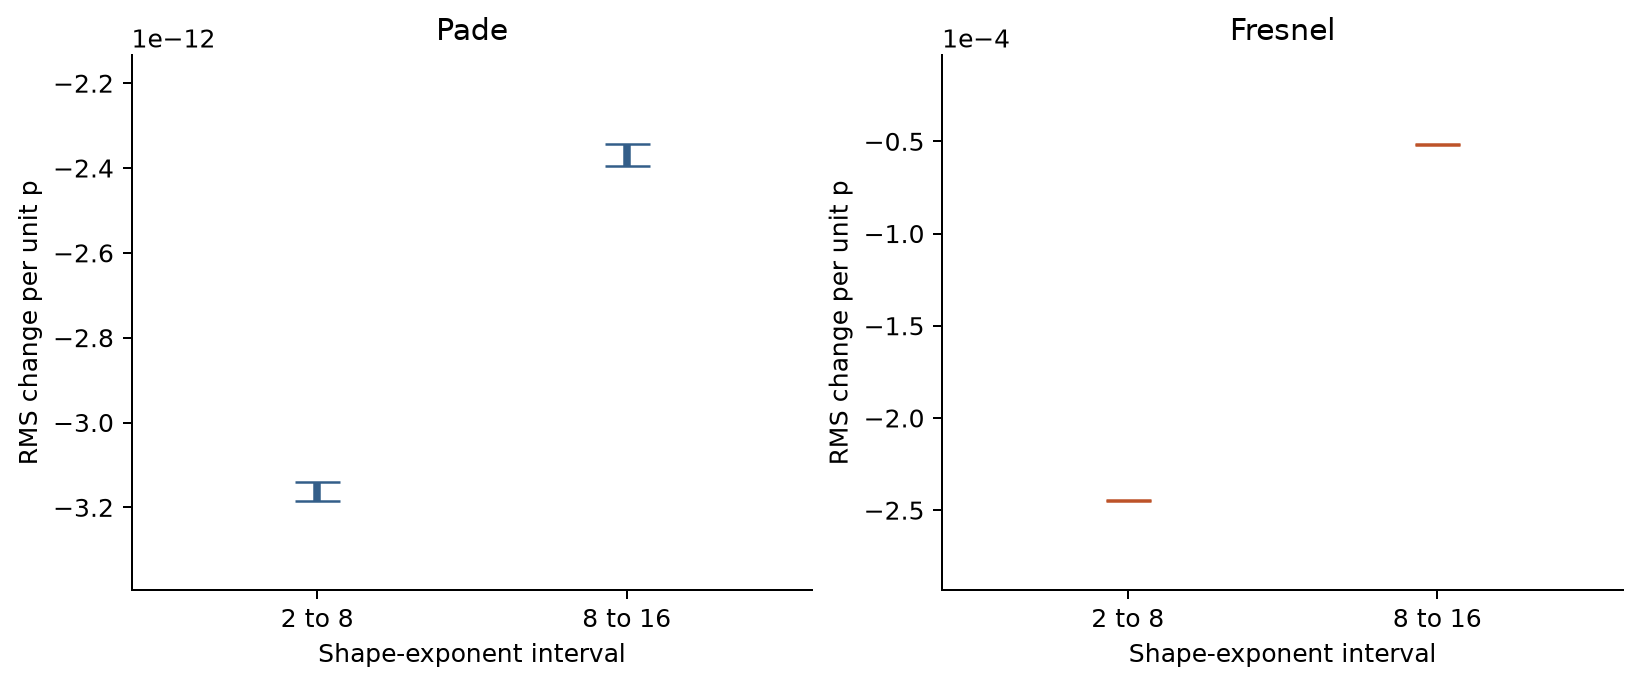 Pade
1e−12
−2.2
−2.4
−2.6
−2.8
−3.0
−3.2
RMS change per unit p
2 to 8
8 to 16
Shape-exponent interval
Fresnel
1e−4
−0.5
−1.0
−1.5
−2.0
−2.5
RMS change per unit p
2 to 8
8 to 16
Shape-exponent interval